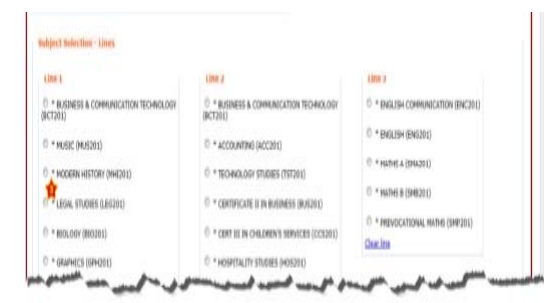 Subject Selection - Lines
Line 1
* BUSINESS & COMMUNICATION TECHNOLOGY
(BCT201)
* MUSIC (MUS201)
* MODERN HISTORY (MHI201)
* LEGAL STUDIES (LEG201)
* BIOLOGY (BIO201)
* GRAPHICS (GPH201)
Line 2
* BUSINESS & COMMUNICATION TECHNOLOGY
(BCT201)
* ACCOUNTING (ACC201)
* TECHNOLOGY STUDIES (TST201)
* CERTIFICATE II IN BUSINESS (BUS201)
* CERT III IN CHILDREN'S SERVICES (CCS201)
* HOSPITALITY STUDIES (HOS201)
Line 3
* ENGLISH COMMUNICATION (ENC201)
* ENGLISH (ENG201)
* MATHS A (SMA201)
* MATHS B (SMB201)
* PREVOCATIONAL MATHS (SMP201)
Clear line